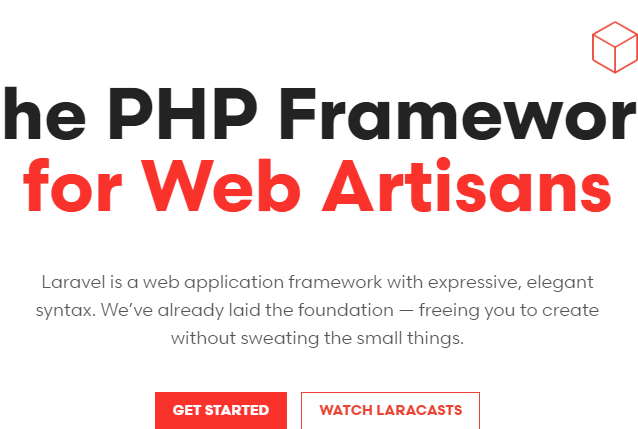 he PHP Framewor
for Web Artisans
Laravel is a web application framework with expressive, elegant
syntax. We’ve already laid the foundation — freeing you to create
without sweating the small things.
GET STARTED
WATCH LARACASTS